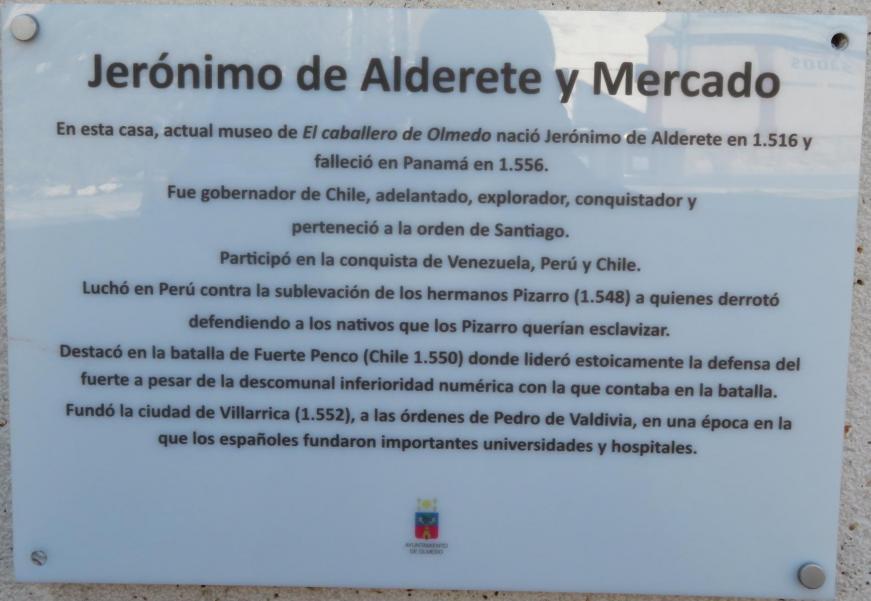 Jerónimo de Alderete y Mercado
En esta casa, actual museo de El caballero de Olmedo nació Jerónimo de Alderete en 1.516 y
falleció en Panamá en 1.556.
Fue gobernador de Chile, adelantado, explorador, conquistador y
perteneció a la orden de Santiago.
Participó en la conquista de Venezuela, Perú y Chile.
Luchó en Perú contra la sublevación de los hermanos Pizarro (1.548) a quienes derrotó
defendiendo a los nativos que los Pizarro querían esclavizar.
Destacó en la batalla de Fuerte Penco (Chile 1.550) donde lideró estoicamente la defensa del
fuerte a pesar de la descomunal inferioridad numérica con la que contaba en la batalla.
Fundó la ciudad de Villarrica (1.552), a las órdenes de Pedro de Valdivia, en una época en la
que los españoles fundaron importantes universidades y hospitales.
AYUNTAMIENTO
DE OLMEDO